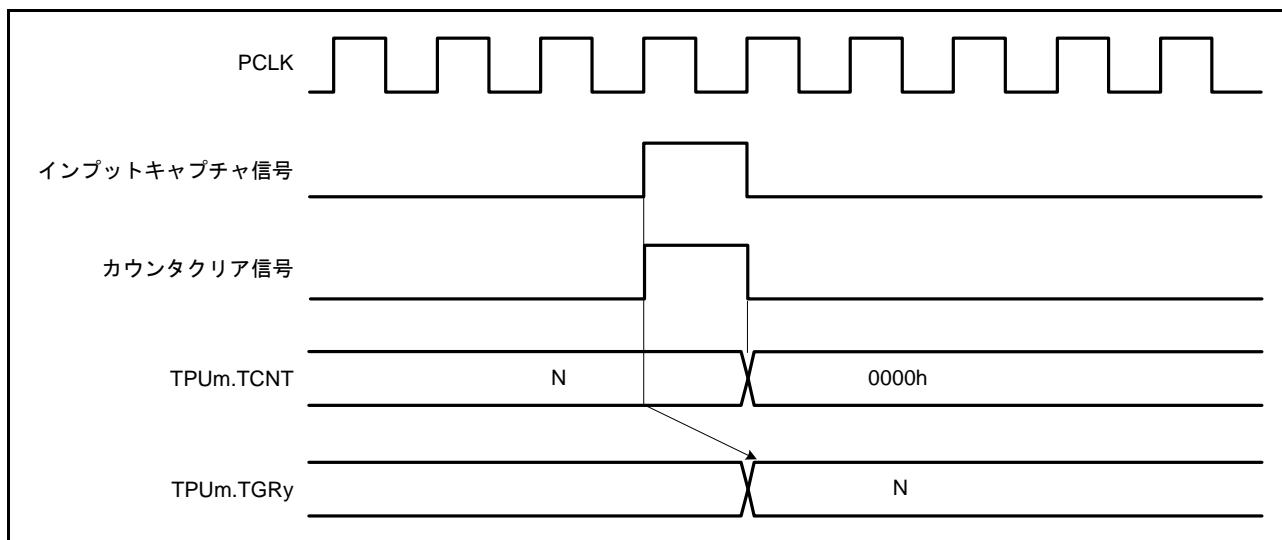 PCLK
インプットキャプチャ信号
カウンタクリア信号
TPUm.TCNT
N
0000h
TPUm.TGRy
N